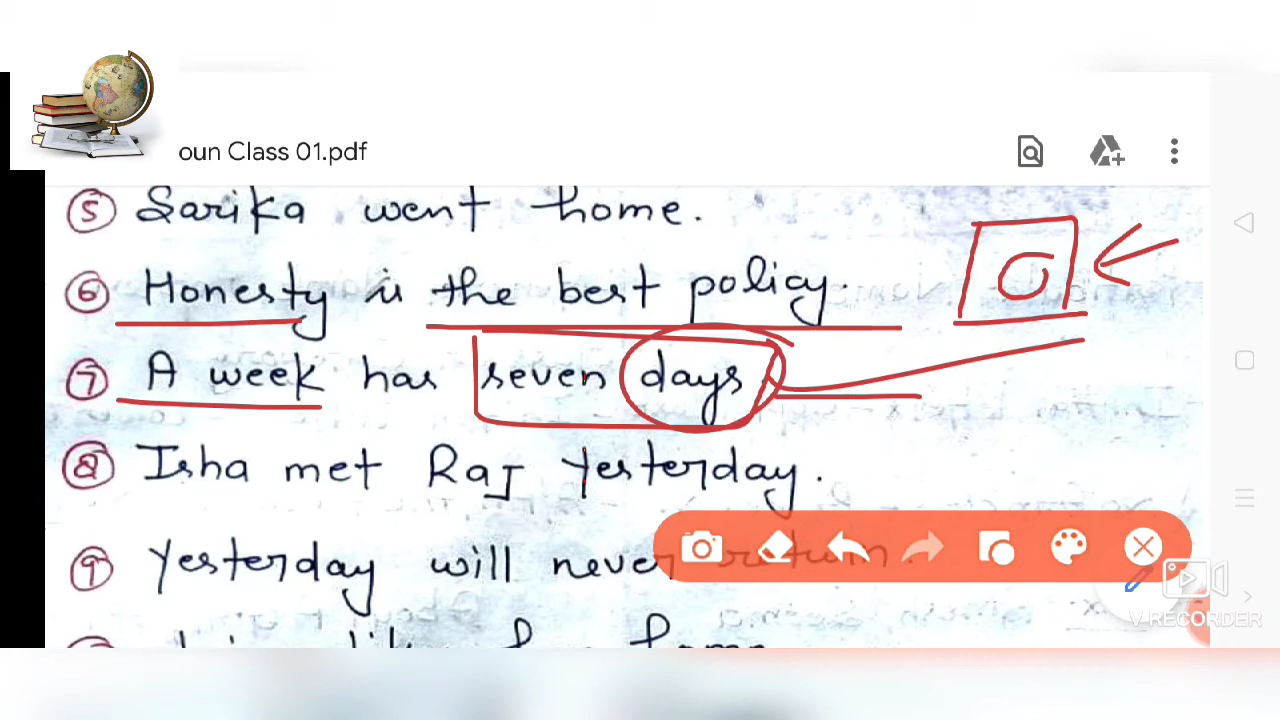 oun Class 01.pdf
⑤ Sarika went home.
⑥ Honesty is the best policy.
O
⑦ A week has seven days.
⑧ Isha met Raj yesterday.
⑨ Yesterday will never return.
V.RECORDER